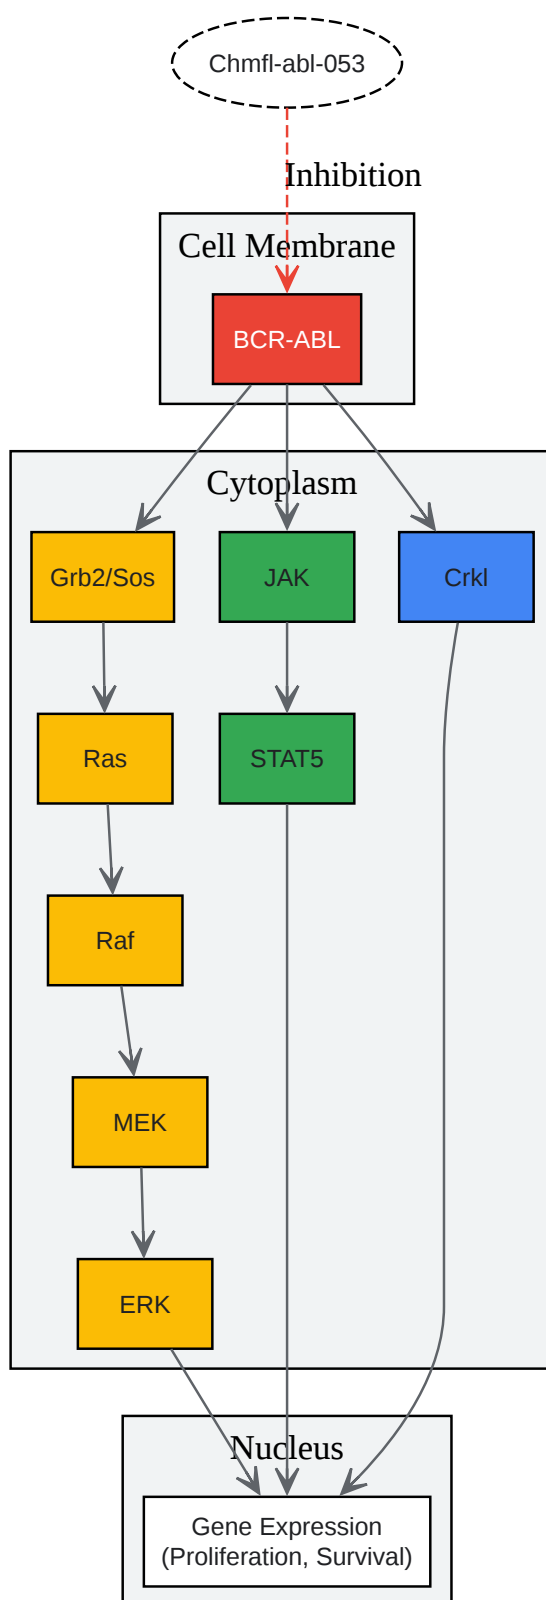 Chmfl-abl-053
Inhibition
Cell Membrane
BCR-ABL
Cytoplasm
Grb2/Sos
JAK
Crkl
Ras
STAT5
Raf
MEK
ERK
Nucleus
Gene Expression
(Proliferation, Survival)